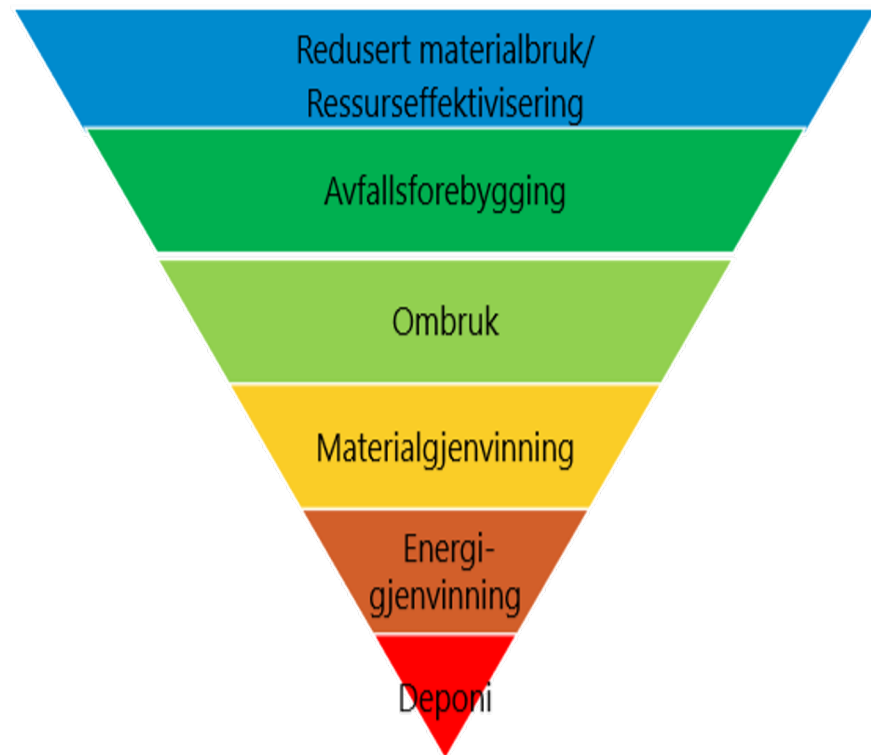 Redusert materialbruk/
Ressurseffektivisering
Avfallsforebygging
Ombruk
Materialgjenvinning
Energi-
gjenvinning
Deponi